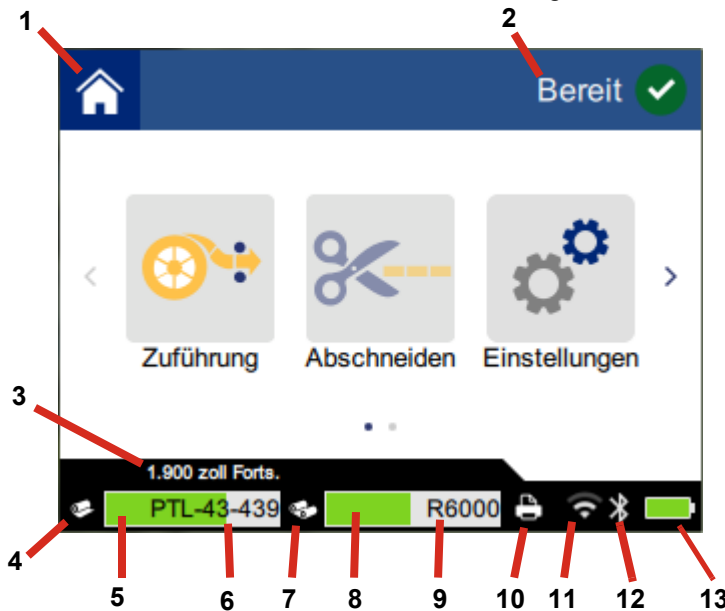 1
2
Bereit
Zuführung Abschneiden Einstellungen
3
1.900 zoll Forts.
PTL-43-439 R6000
4
5 6 7 8 9 10 11 12 13